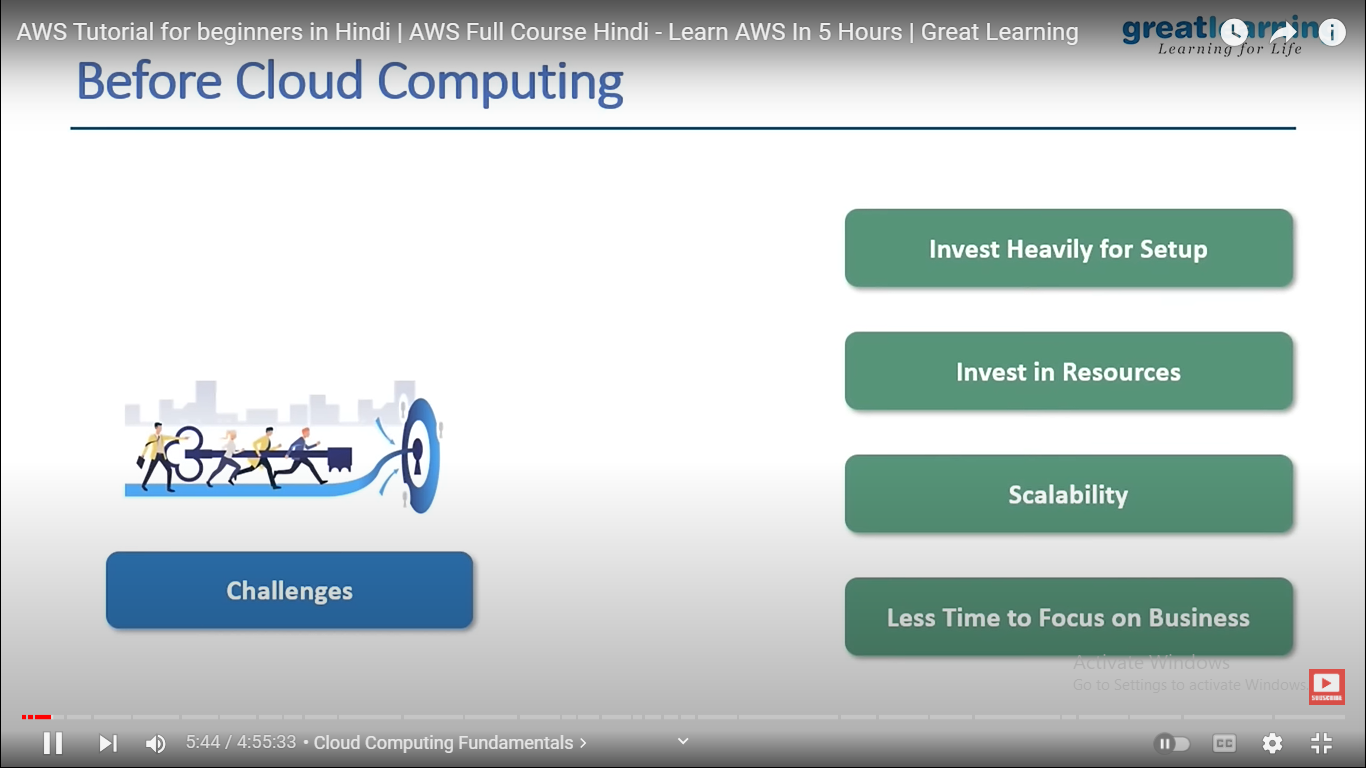 AWS Tutorial for beginners in Hindi | AWS Full Course Hindi - Learn AWS In 5 Hours | Great Learning
greatlearning
Learning for Life
Before Cloud Computing
Invest Heavily for Setup
Invest in Resources
Scalability
Challenges
Less Time to Focus on Business
Activate Windows
Go to Settings to activate Windows.
SUBSCRIBE
5:44 / 4:55:33 • Cloud Computing Fundamentals >
CC